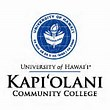 UNIVERSITY OF HAWAIʻI®
KAPIʻOLANI
COMMUNITY COLLEGE